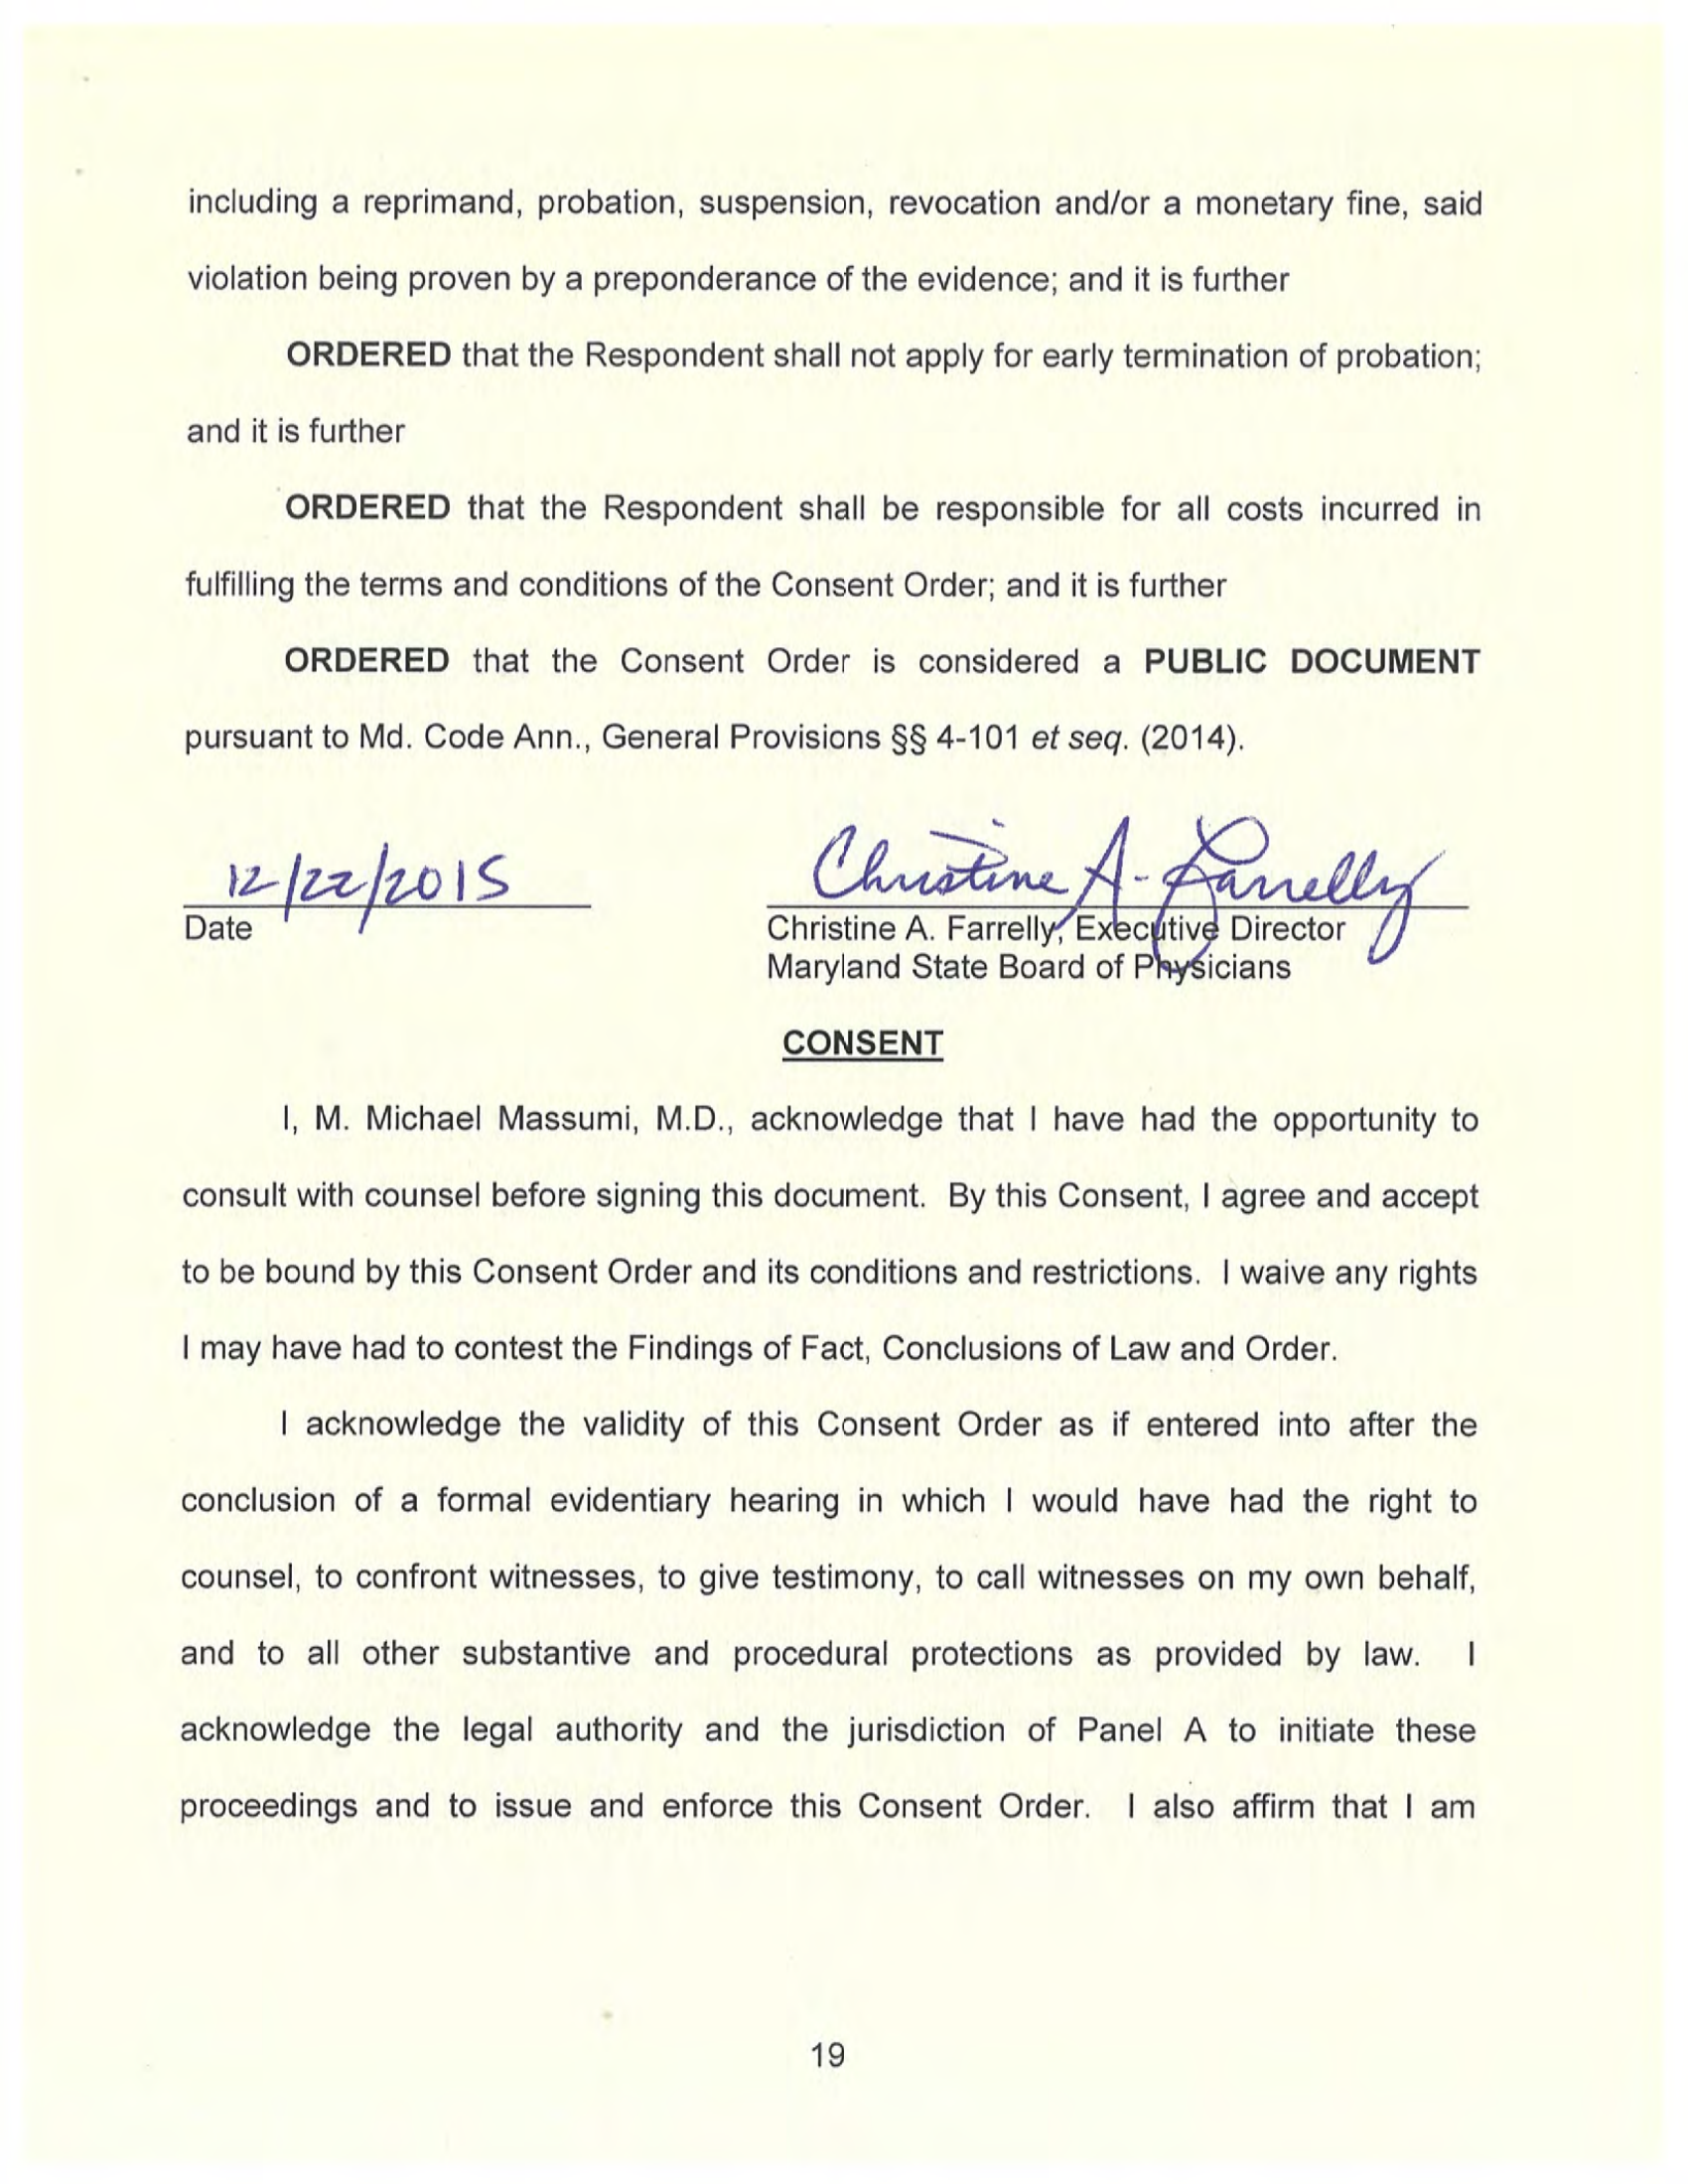 including a reprimand, probation, suspension, revocation and/or a monetary fine, said
violation being proven by a preponderance of the evidence; and it is further
ORDERED that the Respondent shall not apply for early termination of probation;
and it is further
ORDERED that the Respondent shall be responsible for all costs incurred in
fulfilling the terms and conditions of the Consent Order; and it is further
ORDERED that the Consent Order is considered a PUBLIC DOCUMENT
pursuant to Md. Code Ann., General Provisions §§ 4-101 et seq. (2014).
12/22/2015 Christine A. Farrelly
Date Christine A. Farrelly, Executive Director
Maryland State Board of Physicians
CONSENT
I, M. Michael Massumi, M.D., acknowledge that I have had the opportunity to
consult with counsel before signing this document. By this Consent, I agree and accept
to be bound by this Consent Order and its conditions and restrictions. I waive any rights
I may have had to contest the Findings of Fact, Conclusions of Law and Order.
I acknowledge the validity of this Consent Order as if entered into after the
conclusion of a formal evidentiary hearing in which I would have had the right to
counsel, to confront witnesses, to give testimony, to call witnesses on my own behalf,
and to all other substantive and procedural protections as provided by law. I
acknowledge the legal authority and the jurisdiction of Panel A to initiate these
proceedings and to issue and enforce this Consent Order. I also affirm that I am
19